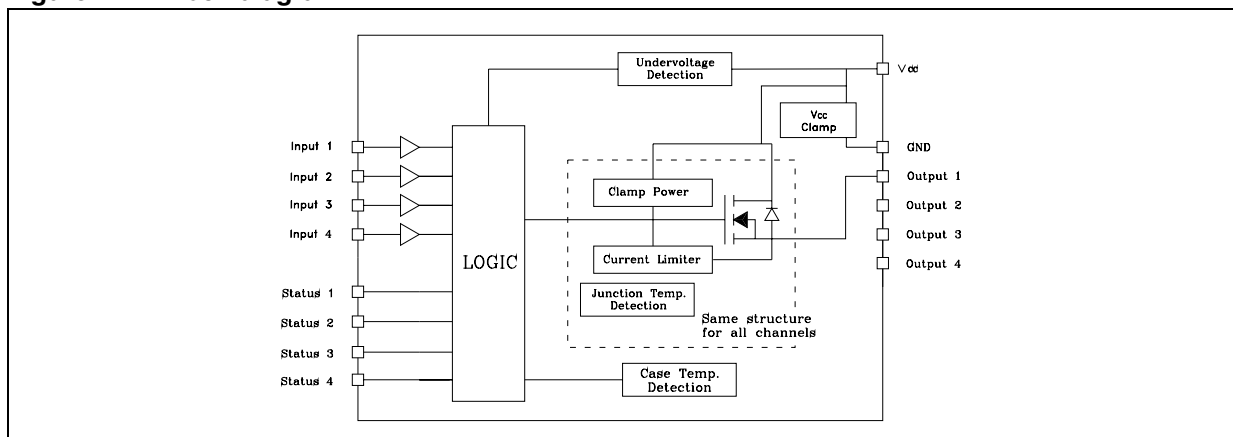 Undervoltage
Detection
Vcc
Vcc
Clamp
Input 1
GND
Input 2
Clamp Power
Output 1
Input 3
Output 2
Input 4
Output 3
LOGIC
Current Limiter
Output 4
Status 1
Junction Temp.
Detection
Status 2
Same structure
for all channels
Status 3
Status 4
Case Temp.
Detection